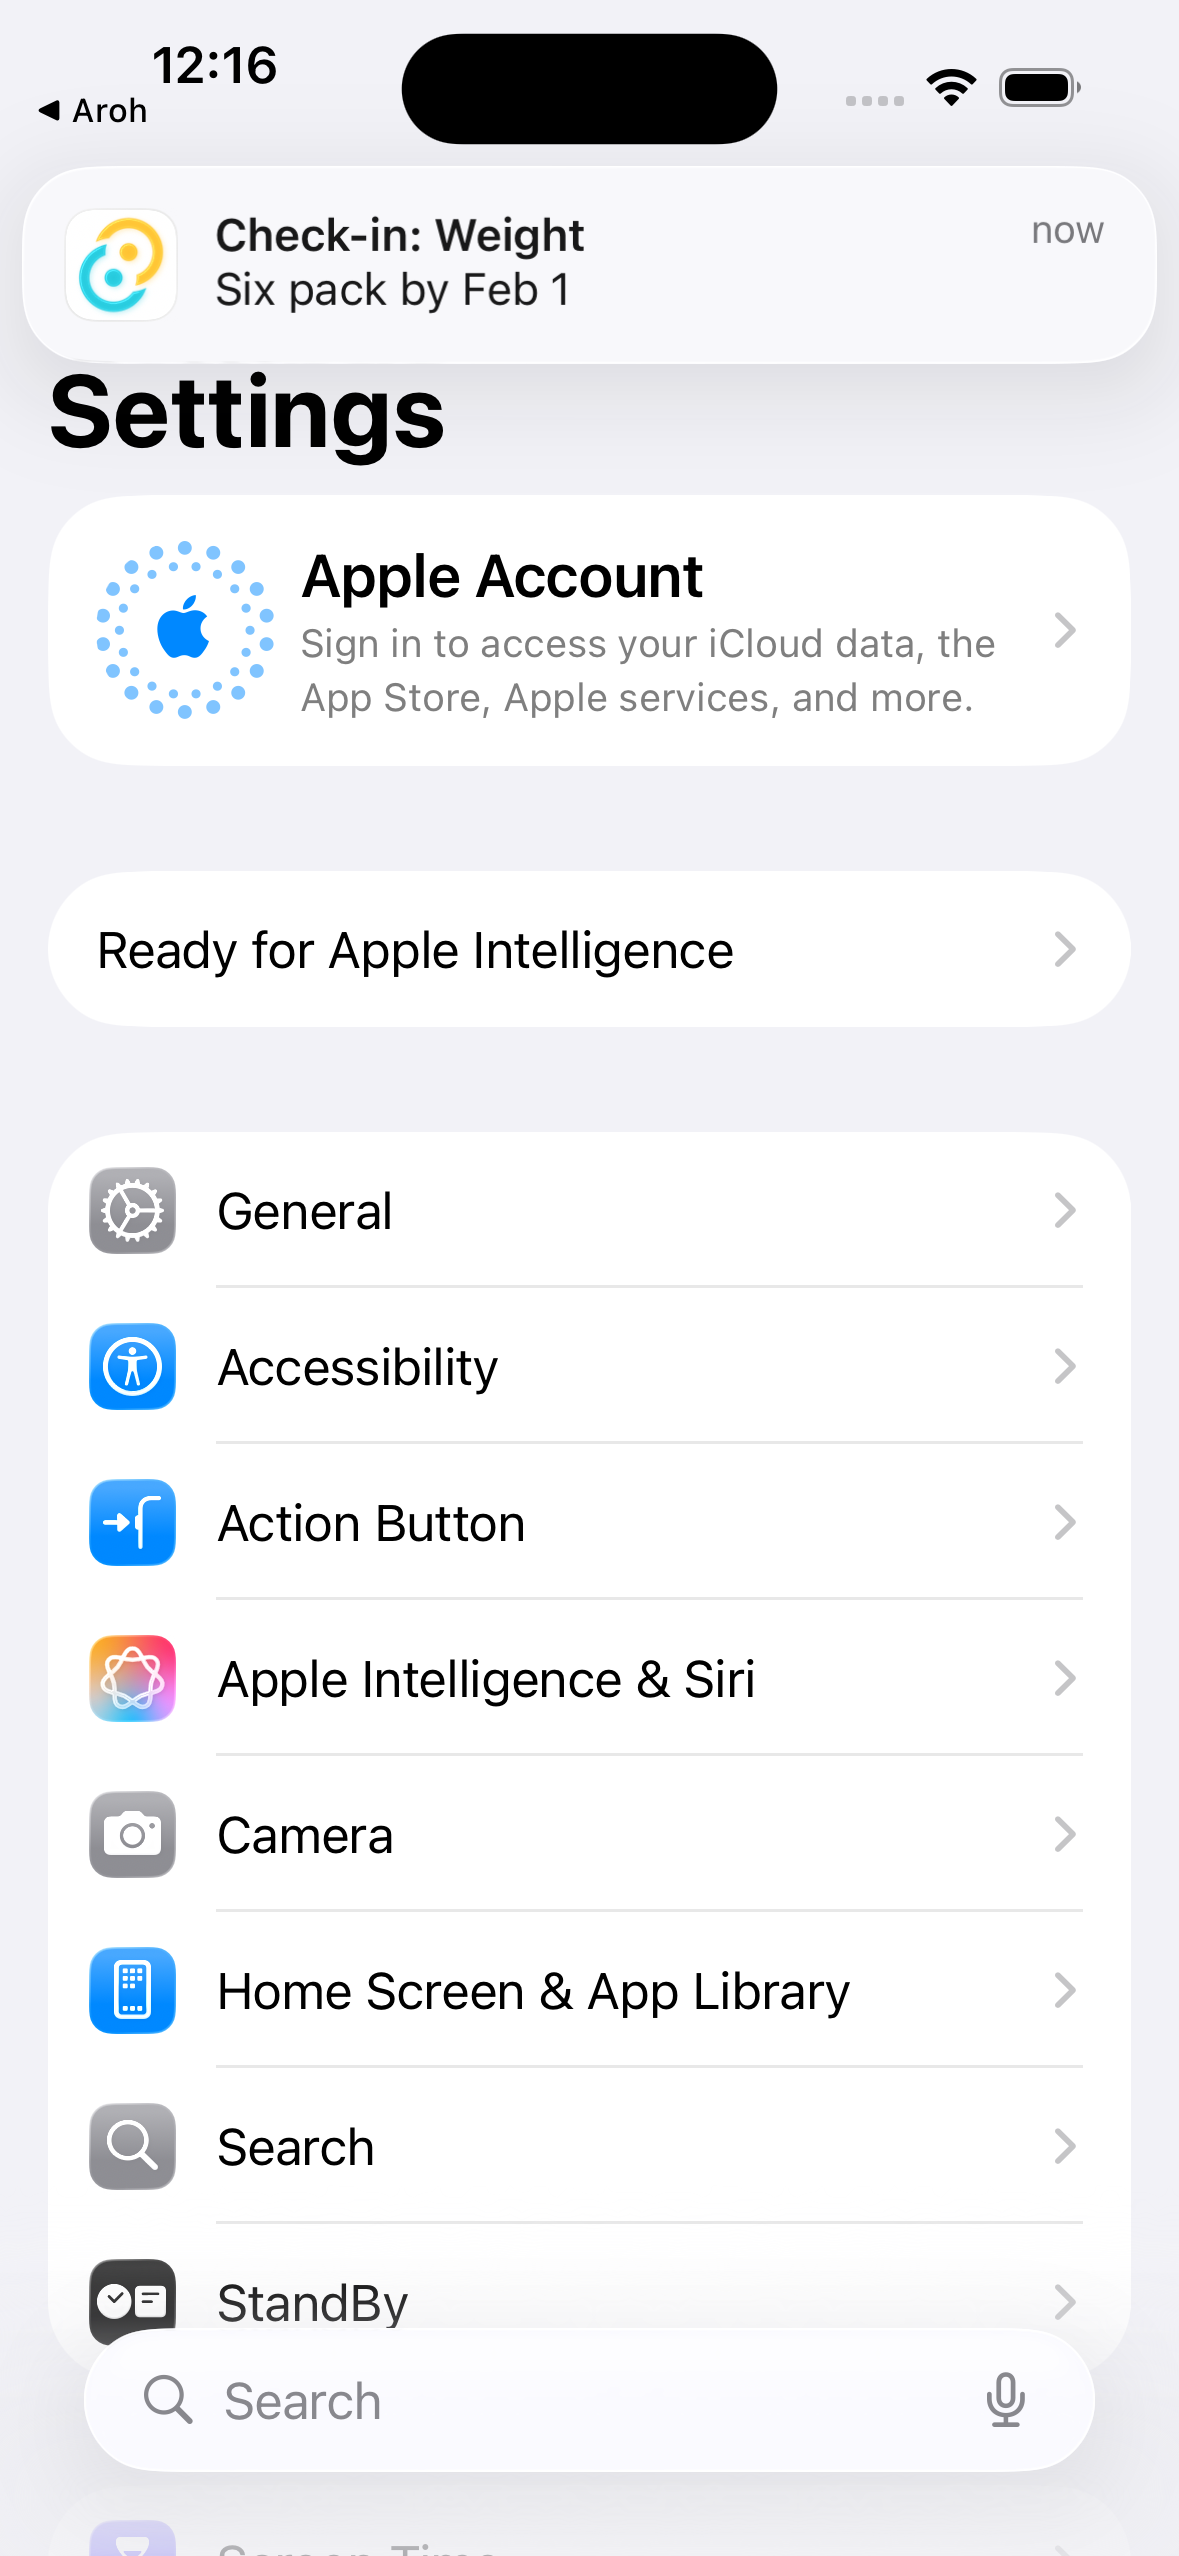 12:16
Aroh
Check-in: Weight
now
Six pack by Feb 1
Settings
Apple Account
Sign in to access your iCloud data, the
App Store, Apple services, and more.
Ready for Apple Intelligence
General
Accessibility
Action Button
Apple Intelligence & Siri
Camera
Home Screen & App Library
Search
StandBy
Search
Screen Time